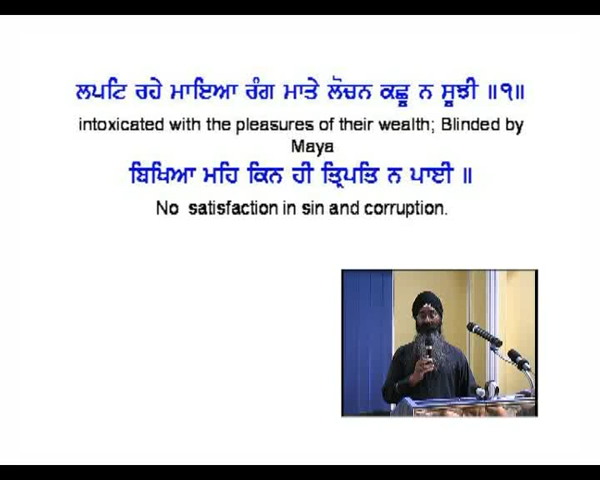 ਲਪਟਿ ਰਹੇ ਮਾਇਆ ਰੰਗ ਮਾਤੇ ਲੋਚਨ ਕਛੂ ਨ ਸੂਝੀ ॥੧॥
intoxicated with the pleasures of their wealth; Blinded by
Maya
ਬਿਖਿਆ ਮਹਿ ਕਿਨ ਹੀ ਤ੍ਰਿਪਤਿ ਨ ਪਾਈ ॥
No satisfaction in sin and corruption.